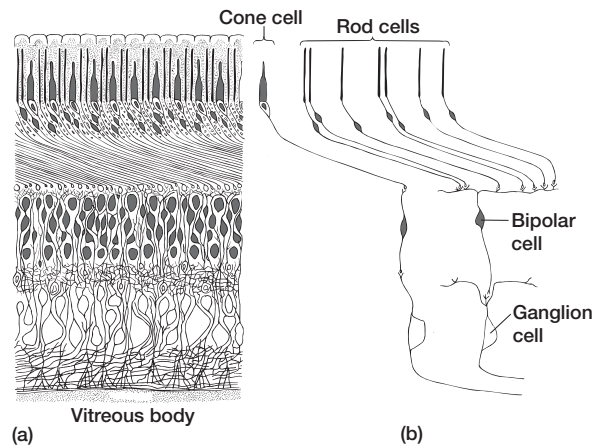 Cone cell
Rod cells
Bipolar
cell
Ganglion
cell
Vitreous body
(a)
(b)